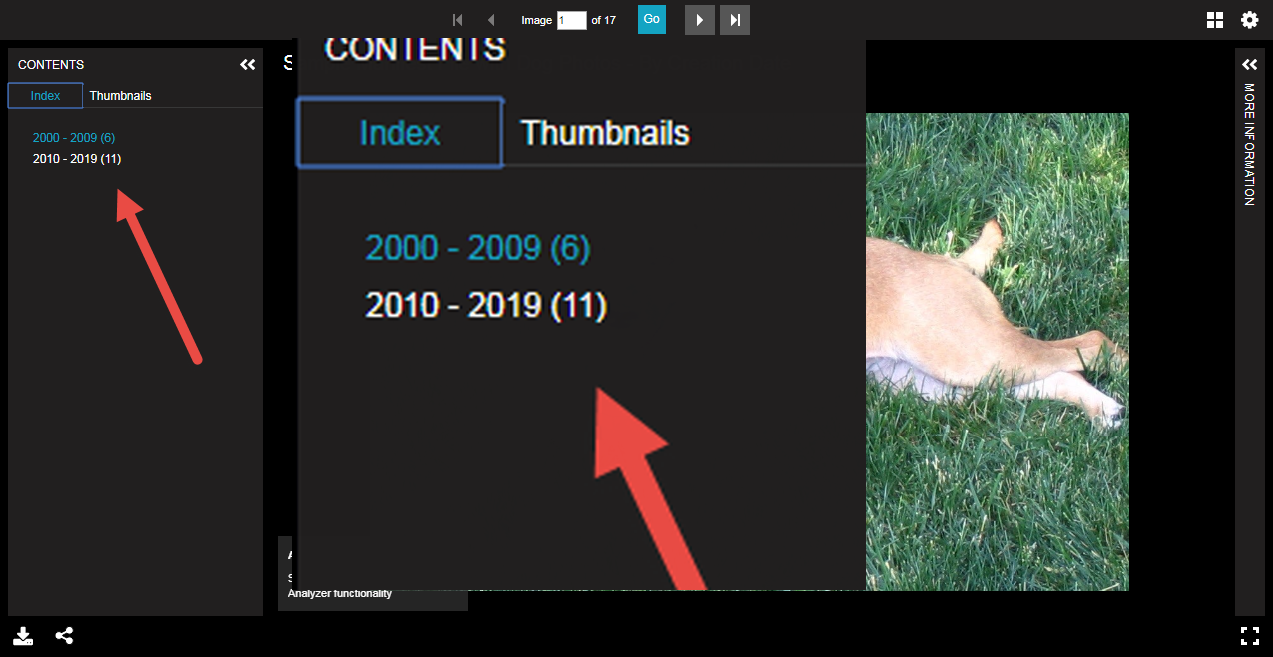 Image 1 of 17 Go
CONTENTS
Index Thumbnails
2000 - 2009 (6)
2010 - 2019 (11)
CONTENTS
Index Thumbnails
2000 - 2009 (6)
2010 - 2019 (11)
Analyzer functionality
MORE INFORMATION